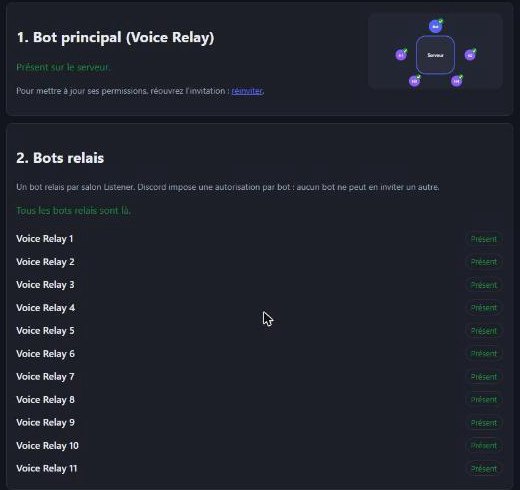 1. Bot principal (Voice Relay)
Présent sur le serveur.
Pour mettre à jour ses permissions, réouvrez l'invitation : réinviter.
Serveur
2. Bots relais
Un bot relais par salon Listener. Discord impose une autorisation par bot : aucun bot ne peut en inviter un autre.
Tous les bots relais sont là.
Voice Relay 1 Présent
Voice Relay 2 Présent
Voice Relay 3 Présent
Voice Relay 4 Présent
Voice Relay 5 Présent
Voice Relay 6 Présent
Voice Relay 7 Présent
Voice Relay 8 Présent
Voice Relay 9 Présent
Voice Relay 10 Présent
Voice Relay 11 Présent